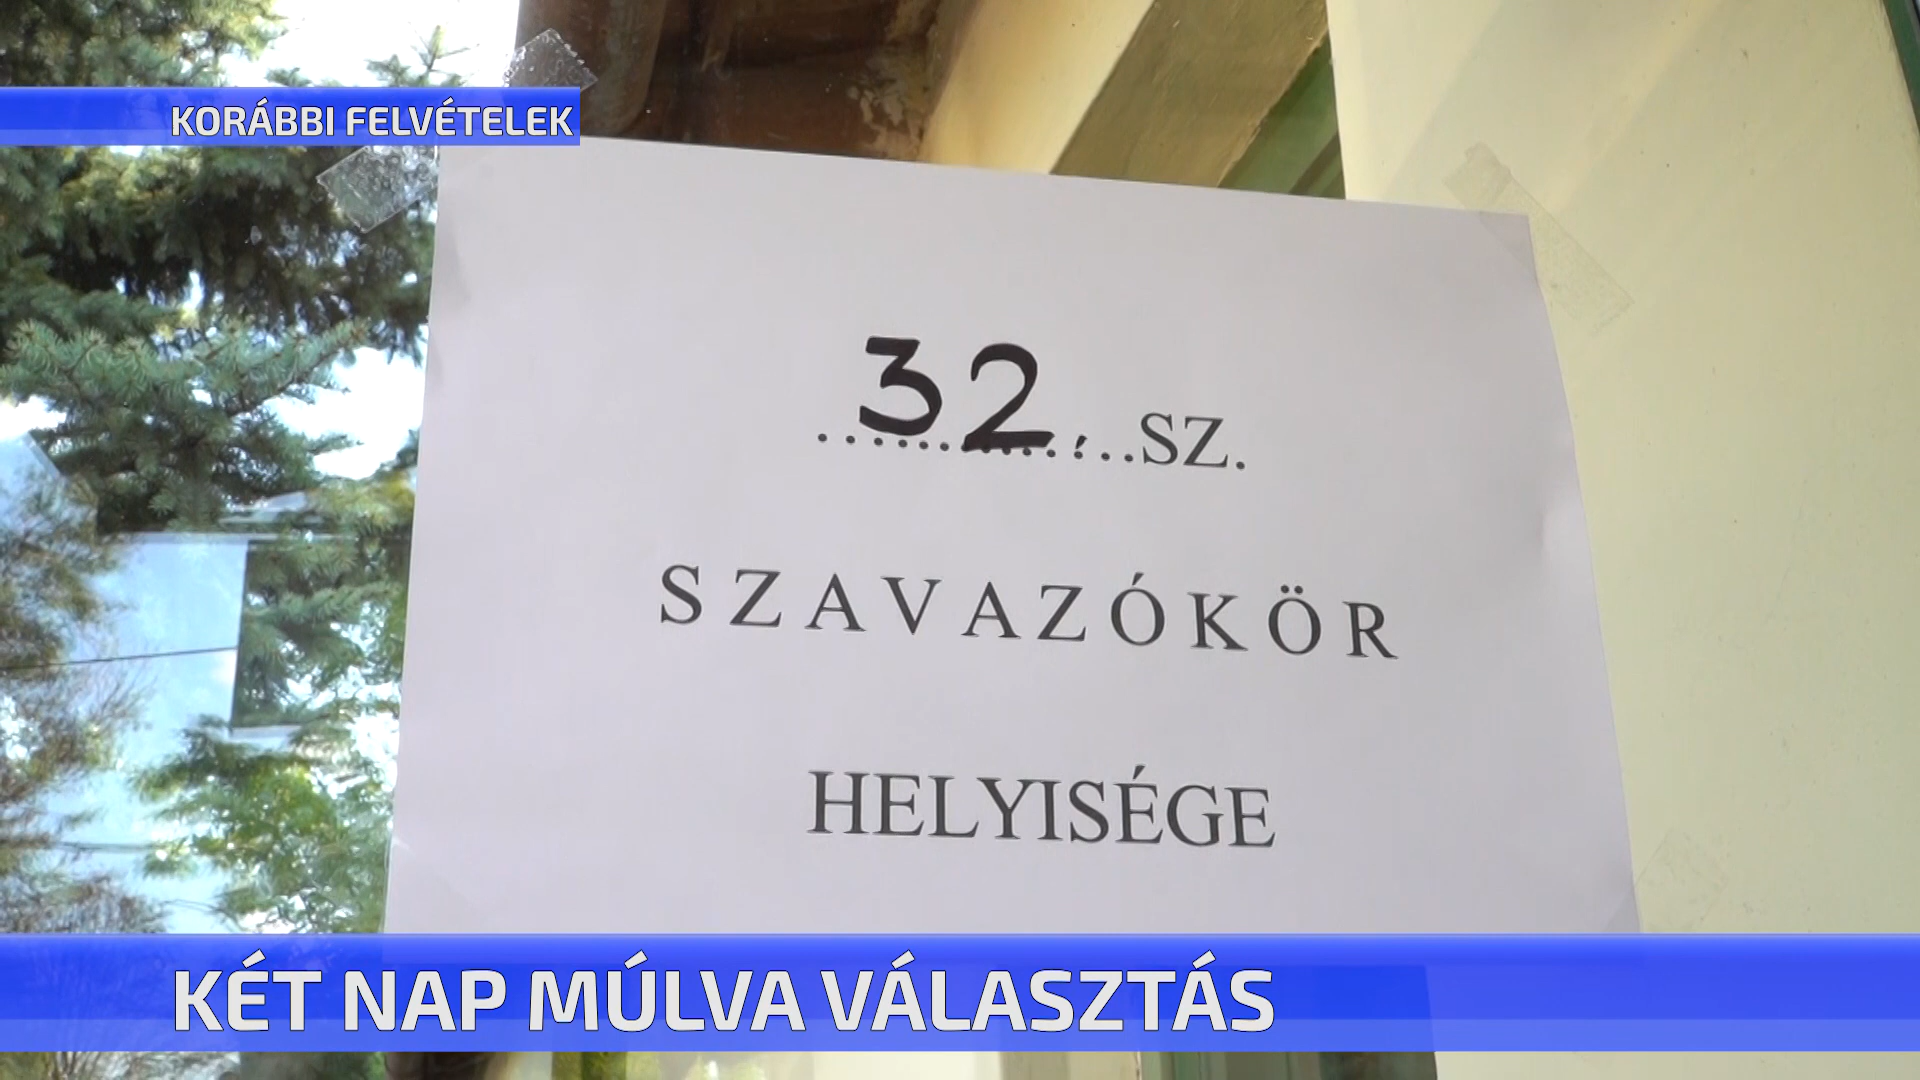 KORÁBBI FELVÉTELEK
.....32.:...SZ.
SZAVAZÓKÖR
HELYISÉGE
KÉT NAP MÚLVA VÁLASZTÁS